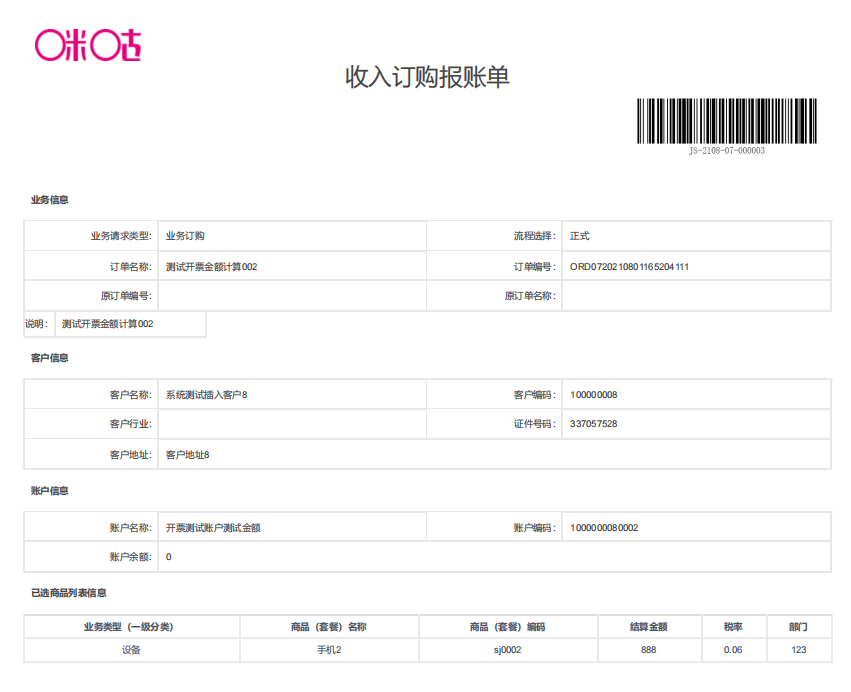 咪咕
收入订购报账单
JS-2108-07-000003
业务信息
业务请求类型: 业务订购 流程选择: 正式
订单名称: 测试开票金额计算002 订单编号: ORD0720210801165204111
原订单编号: 原订单名称:
说明: 测试开票金额计算002
客户信息
客户名称: 系统测试插入客户8 客户编码: 100000008
客户行业: 证件号码: 337057528
客户地址: 客户地址8
账户信息
账户名称: 开票测试账户测试金额 账户编码: 1000000080002
账户余额: 0
已选商品列表信息
业务类型（一级分类） 商品（套餐）名称 商品（套餐）编码 结算金额 税率 部门
设备 手机2 sj0002 888 0.06 123